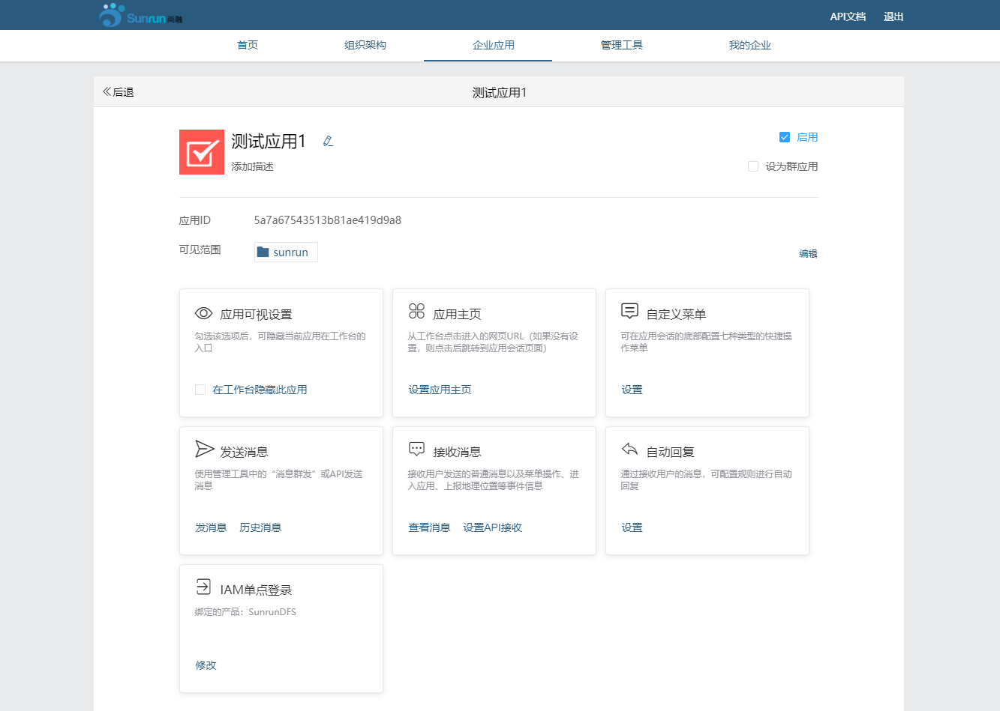 Sunrun 尚融
API文档 退出
首页 组织架构 企业应用 管理工具 我的企业
后退 测试应用1
测试应用1
启用
添加描述
设为群应用
应用ID 5a7a67543513b81ae419d9a8
可见范围 sunrun 编辑
应用可视设置
勾选该选项后，可隐藏当前应用在工作台的
入口
在工作台隐藏此应用
应用主页
从工作台点击进入的网页URL（如果没有设
置，则点击后跳转到应用会话页面）
设置应用主页
自定义菜单
可在应用会话的底部配置七种类型的快捷操
作菜单
设置
发送消息
使用管理工具中的“消息群发”或API发送
消息
发消息 历史消息
接收消息
接收用户发送的普通消息以及菜单操作、进
入应用、上报地理位置等事件信息
查看消息 设置API接收
自动回复
通过接收用户的消息，可配置规则进行自动
回复
设置
IAM单点登录
绑定的产品：SunrunDFS
修改